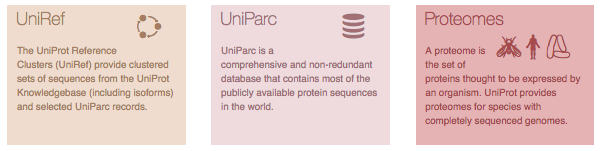 UniRef
The UniProt Reference
Clusters (UniRef) provide clustered
sets of sequences from the UniProt
Knowledgebase (including isoforms)
and selected UniParc records.
UniParc
UniParc is a
comprehensive and non-redundant
database that contains most of the
publicly available protein sequences
in the world.
Proteomes
A proteome is
the set of
proteins thought to be expressed by
an organism. UniProt provides
proteomes for species with
completely sequenced genomes.